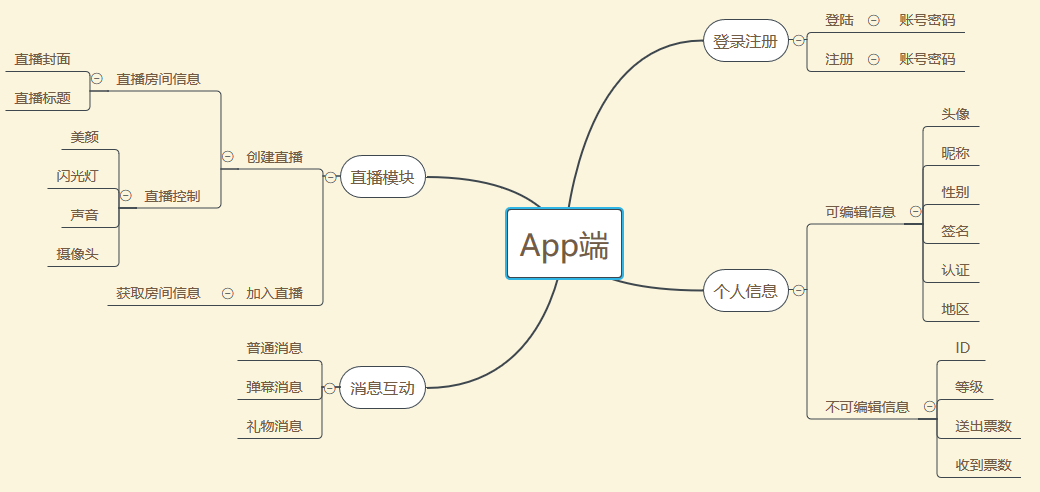 App端
登录注册
登陆
账号密码
注册
账号密码
个人信息
可编辑信息
头像
昵称
性别
签名
认证
地区
不可编辑信息
ID
等级
送出票数
收到票数
直播模块
创建直播
直播房间信息
直播封面
直播标题
直播控制
美颜
闪光灯
声音
摄像头
加入直播
获取房间信息
消息互动
普通消息
弹幕消息
礼物消息